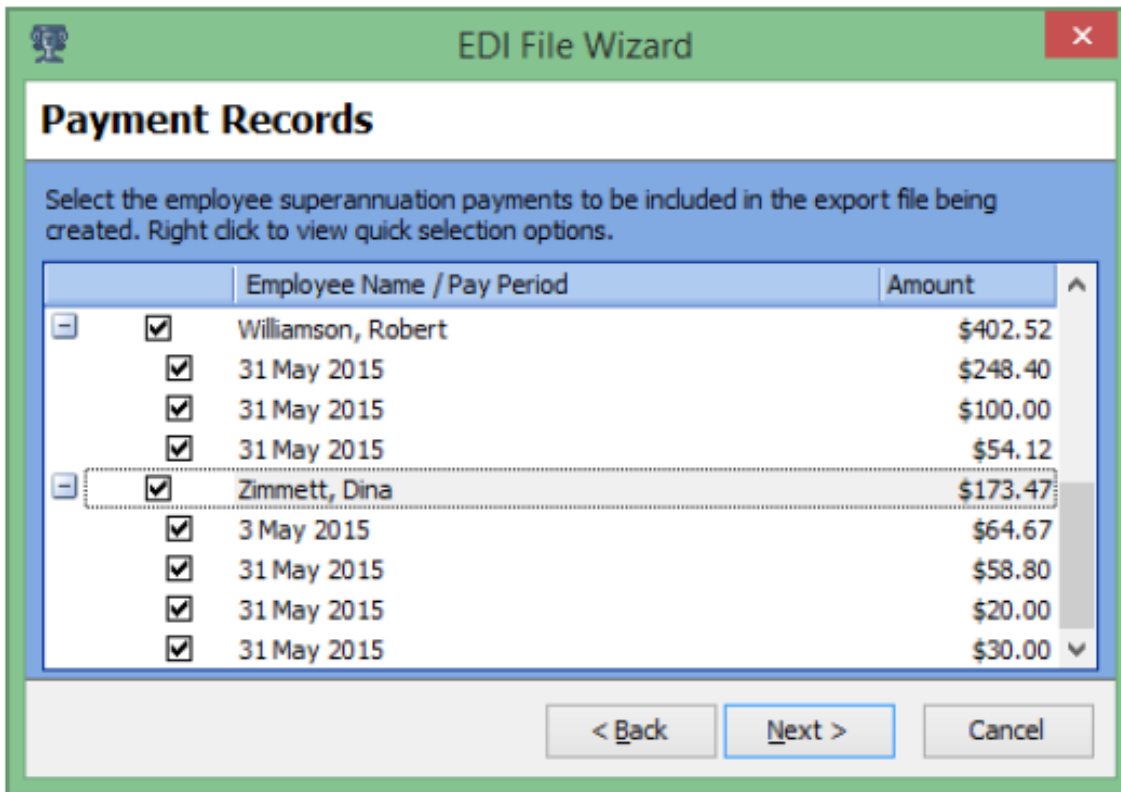 EDI File Wizard
Payment Records
Select the employee superannuation payments to be included in the export file being
created. Right click to view quick selection options.
Employee Name / Pay Period Amount
Williamson, Robert $402.52
31 May 2015 $248.40
31 May 2015 $100.00
31 May 2015 $54.12
Zimmett, Dina $173.47
3 May 2015 $64.67
31 May 2015 $58.80
31 May 2015 $20.00
31 May 2015 $30.00
< Back Next > Cancel